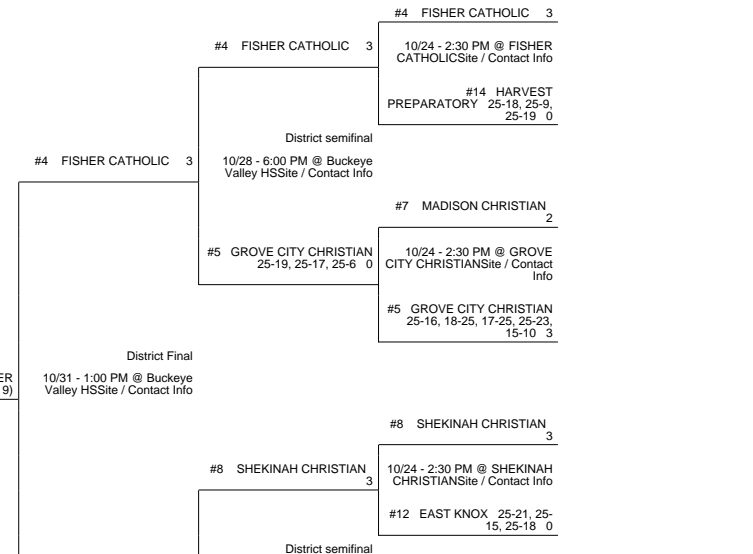 #4 FISHER CATHOLIC 3
#4 FISHER CATHOLIC 3
10/24 - 2:30 PM @ FISHER
CATHOLICSite / Contact Info
#14 HARVEST
PREPARATORY 25-18, 25-9,
25-19 0
District semifinal
#4 FISHER CATHOLIC 3
10/28 - 6:00 PM @ Buckeye
Valley HSSite / Contact Info
#7 MADISON CHRISTIAN
2
#5 GROVE CITY CHRISTIAN
25-19, 25-17, 25-6 0
10/24 - 2:30 PM @ GROVE
CITY CHRISTIANSite / Contact
Info
#5 GROVE CITY CHRISTIAN
25-16, 18-25, 17-25, 25-23,
15-10 3
District Final
ER
9)
10/31 - 1:00 PM @ Buckeye
Valley HSSite / Contact Info
#8 SHEKINAH CHRISTIAN
3
#8 SHEKINAH CHRISTIAN
3
10/24 - 2:30 PM @ SHEKINAH
CHRISTIANSite / Contact Info
#12 EAST KNOX 25-21, 25-
15, 25-18 0
District semifinal